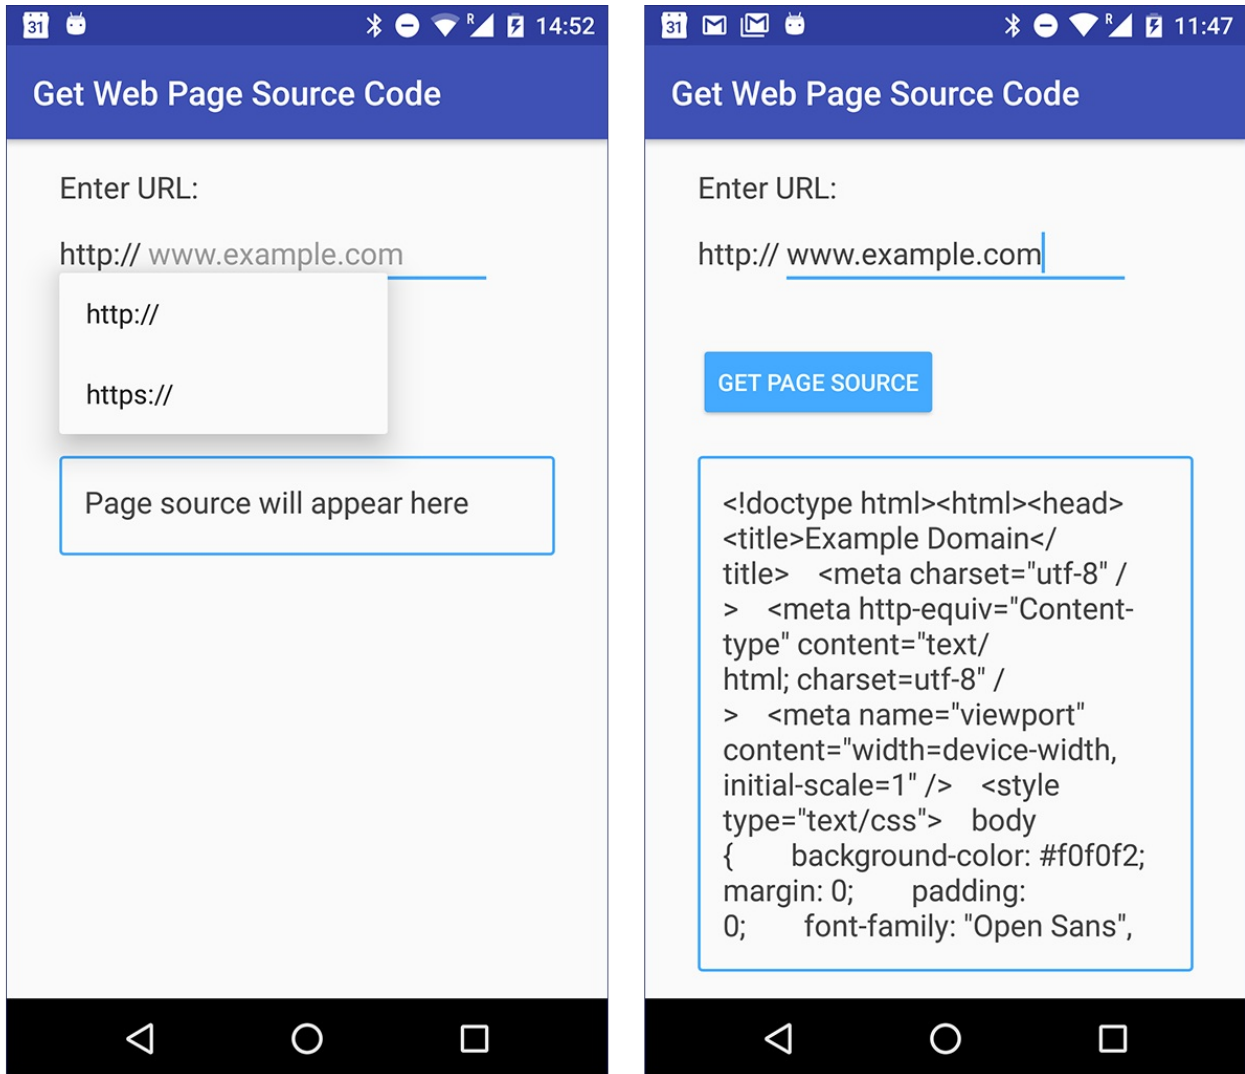 31
R
14:52
Get Web Page Source Code
Enter URL:
http:// www.example.com
http://
https://
Page source will appear here
31
R
11:47
Get Web Page Source Code
Enter URL:
http:// www.example.com
GET PAGE SOURCE
<!doctype html><html><head>
<title>Example Domain</
title>    <meta charset="utf-8" /
>    <meta http-equiv="Content-
type" content="text/
html; charset=utf-8" /
>    <meta name="viewport"
content="width=device-width,
initial-scale=1" />    <style
type="text/css">    body
{        background-color: #f0f0f2;
margin: 0;        padding:
0;        font-family: "Open Sans",